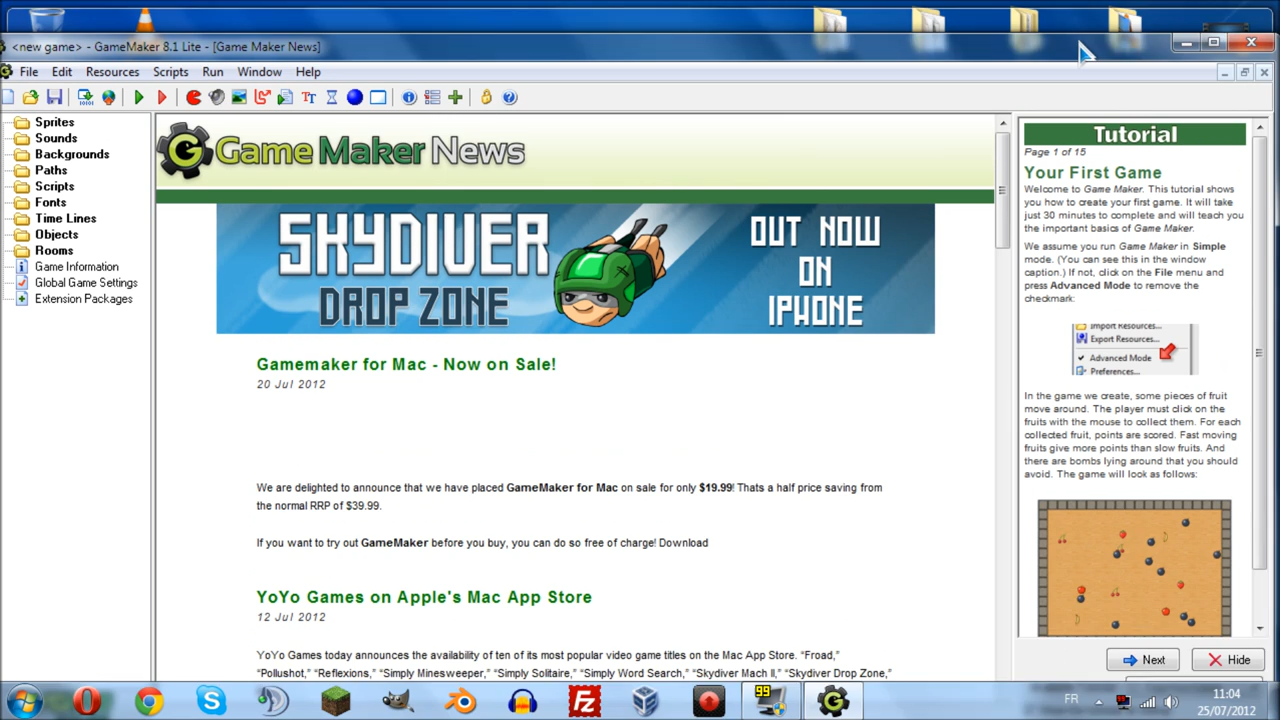 <new game> - GameMaker 8.1 Lite - [Game Maker News]
File Edit Resources Scripts Run Window Help
Sprites
Sounds
Backgrounds
Paths
Scripts
Fonts
Time Lines
Objects
Rooms
Game Information
Global Game Settings
Extension Packages
Game Maker News
SKYDIVER
DROP ZONE
OUT NOW
ON
IPHONE
Gamemaker for Mac - Now on Sale!
20 Jul 2012
We are delighted to announce that we have placed GameMaker for Mac on sale for only $19.99! Thats a half price saving from
the normal RRP of $39.99.
If you want to try out GameMaker before you buy, you can do so free of charge! Download
YoYo Games on Apple's Mac App Store
12 Jul 2012
YoYo Games today announces the availability of ten of its most popular video game titles on the Mac App Store. “Froad,”
“Pollushot,” “Reflexions,” “Simply Minesweeper,” “Simply Solitaire,” “Simply Word Search,” “Skydiver Mach II,” “Skydiver Drop Zone,”
Tutorial
Page 1 of 15
Your First Game
Welcome to Game Maker. This tutorial shows
you how to create your first game. It will take
just 30 minutes to complete and will teach you
the important basics of Game Maker.
We assume you run Game Maker in Simple
mode. (You can see this in the window
caption.) If not, click on the File menu and
press Advanced Mode to remove the
checkmark:
Import Resources...
Export Resources...
Advanced Mode
Preferences...
In the game we create, some pieces of fruit
move around. The player must click on the
fruits with the mouse to collect them. For each
collected fruit, points are scored. Fast moving
fruits give more points than slow fruits. And
there are bombs lying around that you should
avoid. The game will look as follows:
Next
Hide
99
FR
11:04
25/07/2012